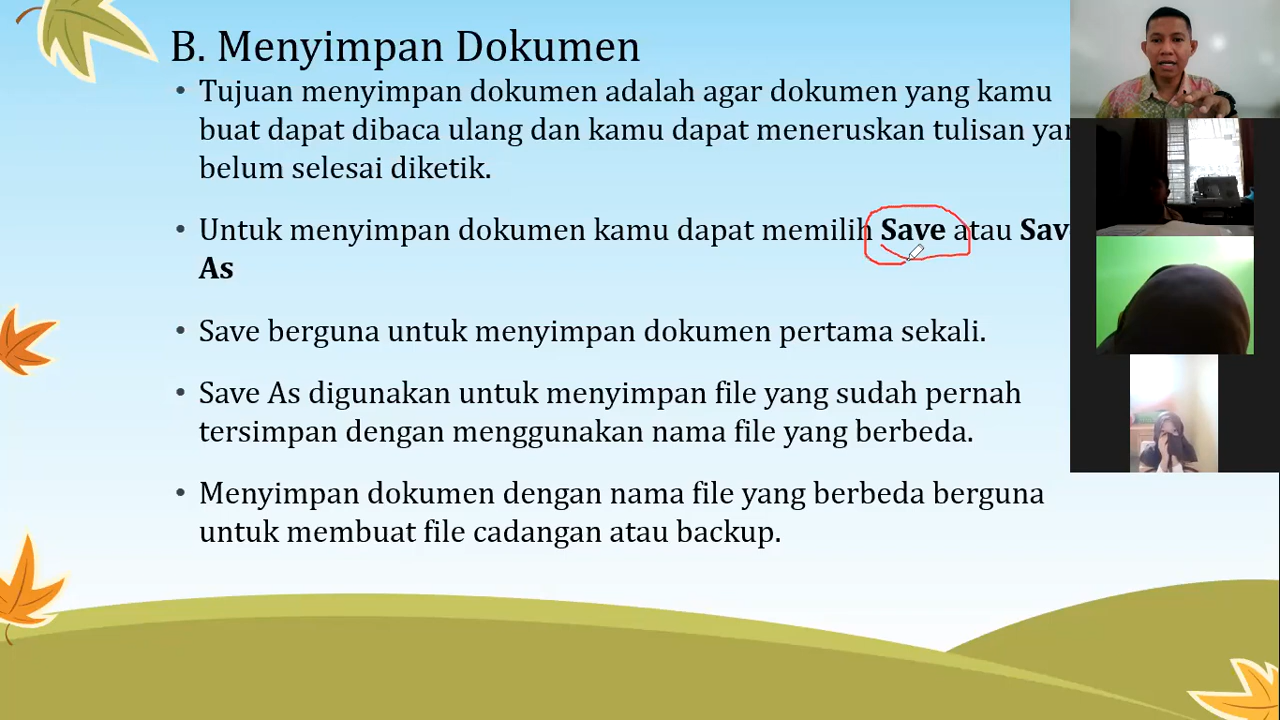 B. Menyimpan Dokumen
• Tujuan menyimpan dokumen adalah agar dokumen yang kamu
buat dapat dibaca ulang dan kamu dapat meneruskan tulisan
belum selesai diketik.
• Untuk menyimpan dokumen kamu dapat memilih Save atau
As
• Save berguna untuk menyimpan dokumen pertama sekali.
• Save As digunakan untuk menyimpan file yang sudah pernah
tersimpan dengan menggunakan nama file yang berbeda.
• Menyimpan dokumen dengan nama file yang berbeda berguna
untuk membuat file cadangan atau backup.